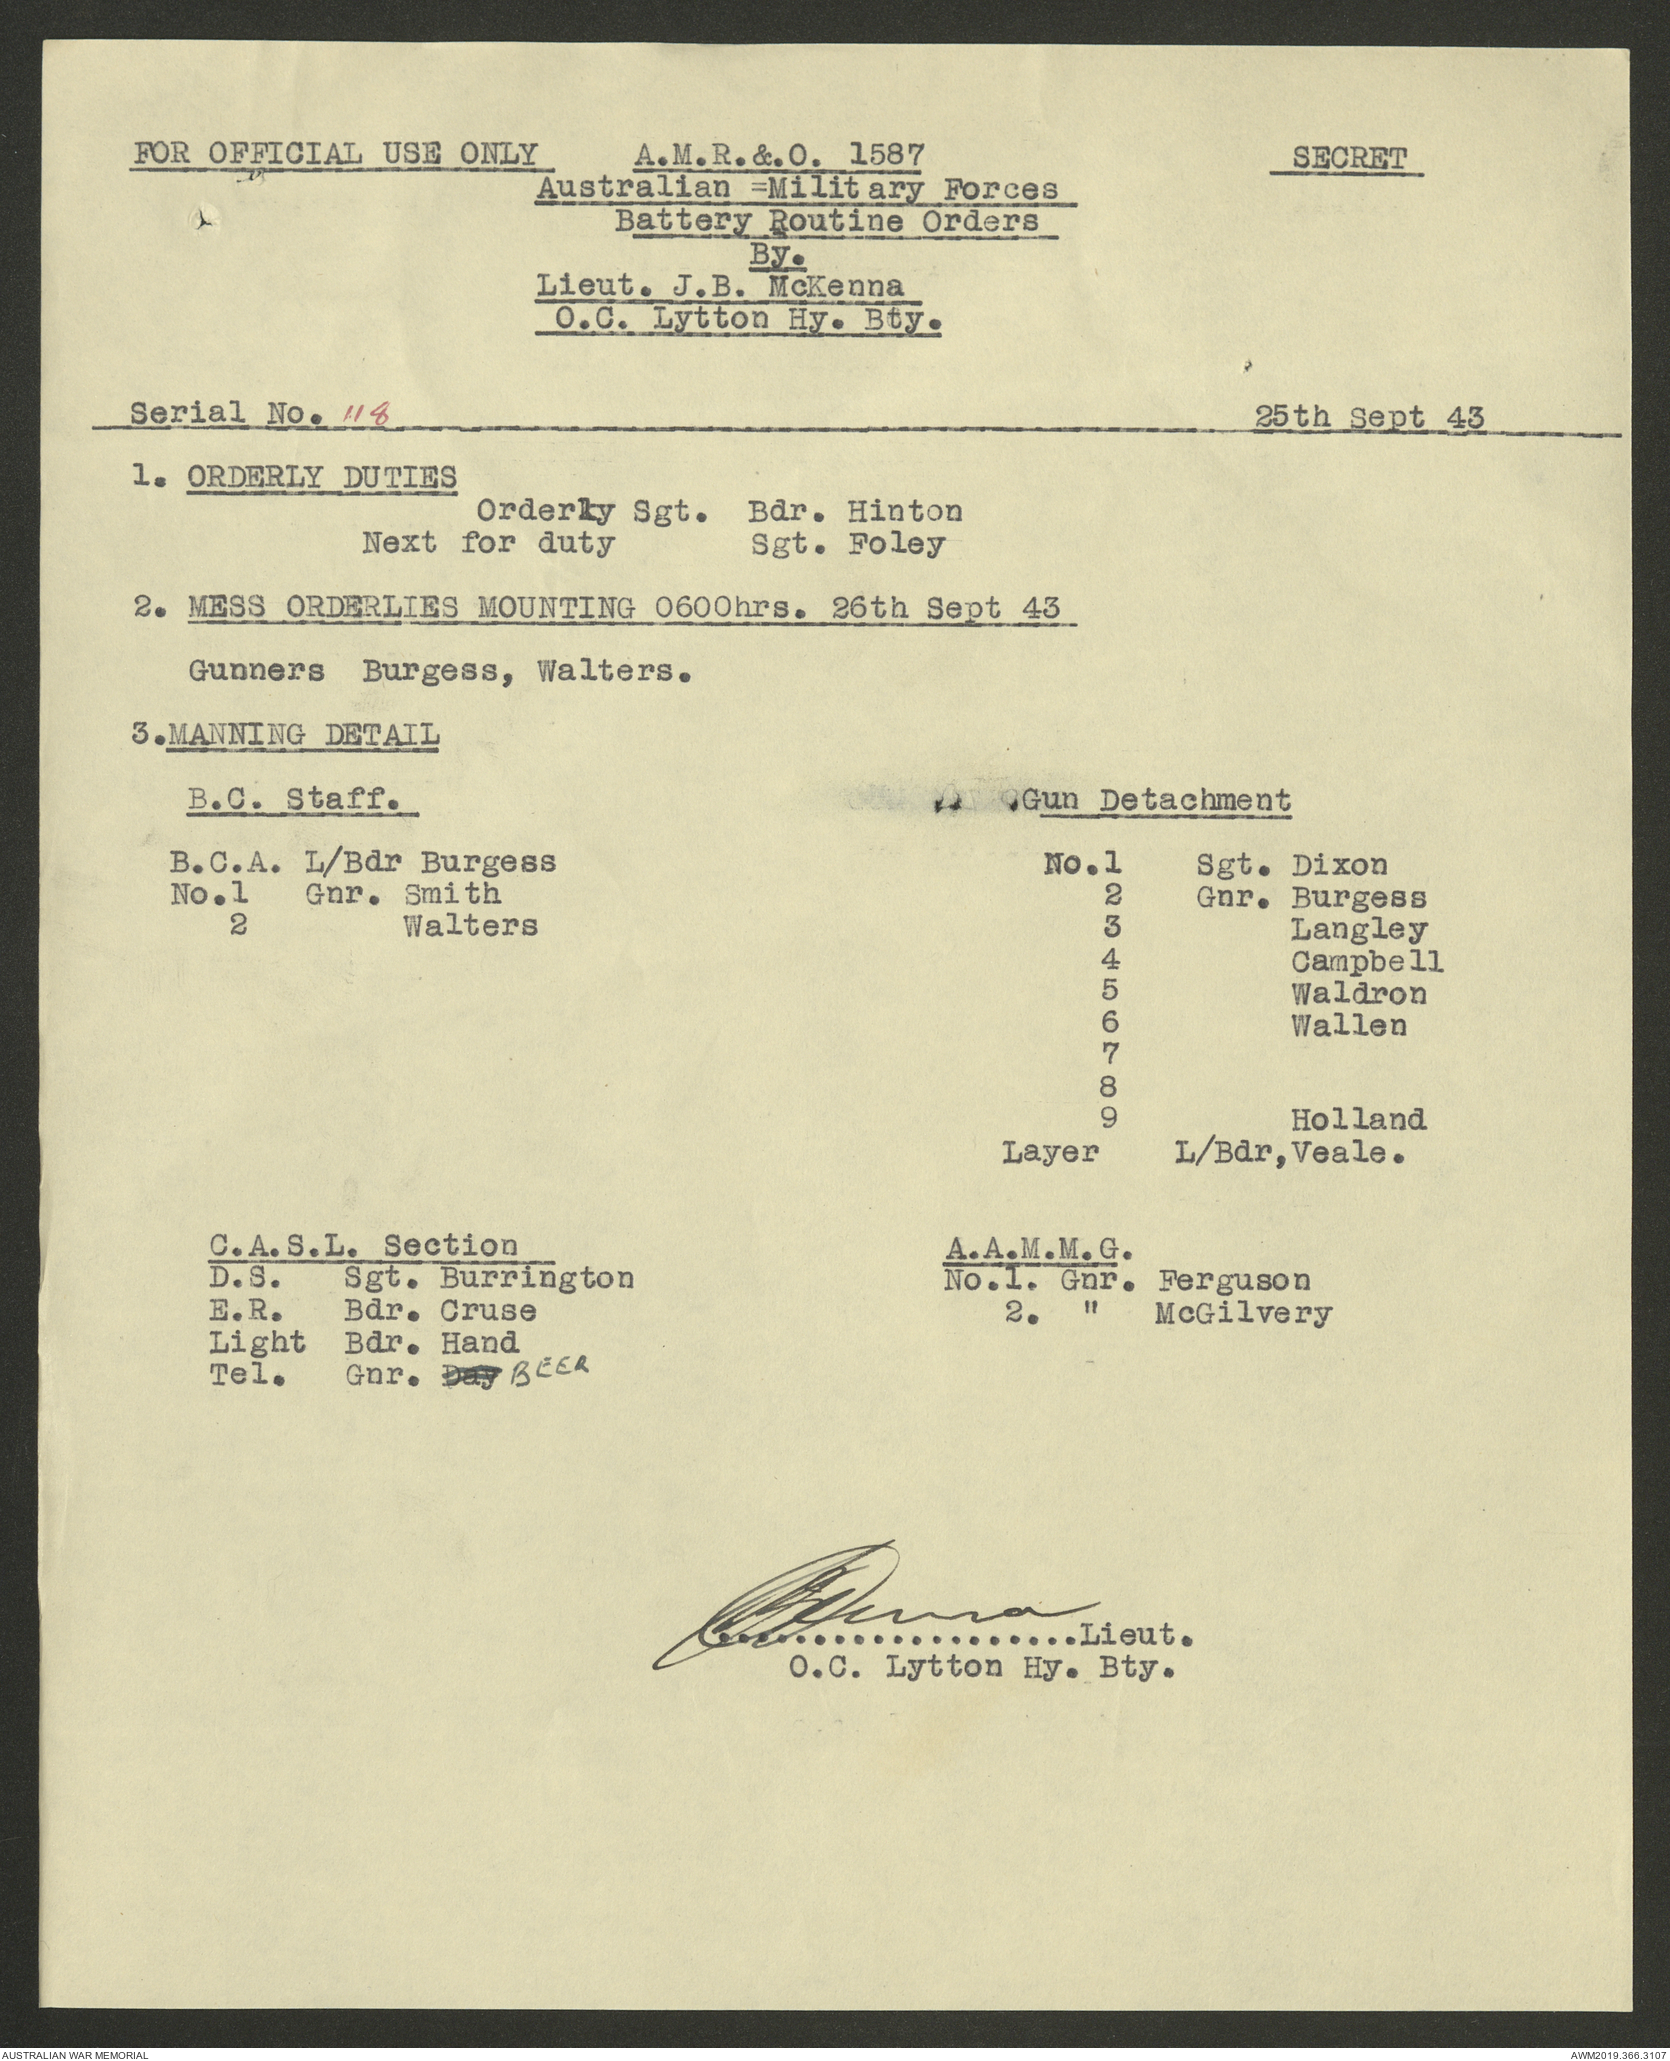 FOR OFFICIAL USE ONLY A.M.R.&.O. 1587 SECRET
Australian =Military Forces
Battery Routine Orders
By.
Lieut. J.B. McKenna
O.C. Lytton Hy. Bty.
Serial No. 118 25th Sept 43
1. ORDERLY DUTIES
Orderly Sgt. Bdr. Hinton
Next for duty Sgt. Foley
2. MESS ORDERLIES MOUNTING 0600hrs. 26th Sept 43
Gunners Burgess, Walters.
3.MANNING DETAIL
B.C. Staff.
B.C.A. L/Bdr Burgess
No.1 Gnr. Smith
2 Walters
Gun Detachment
No.1 Sgt. Dixon
2 Gnr. Burgess
3 Langley
4 Campbell
5 Waldron
6 Wallen
7
8
9 Holland
Layer L/Bdr,Veale.
C.A.S.L. Section
D.S. Sgt. Burrington
E.R. Bdr. Cruse
Light Bdr. Hand
Tel. Gnr. Day BEER
A.A.M.M.G.
No.1. Gnr. Ferguson
2. " McGilvery
...................Lieut.
O.C. Lytton Hy. Bty.
AUSTRALIAN WAR MEMORIAL AWM2019.366.3107